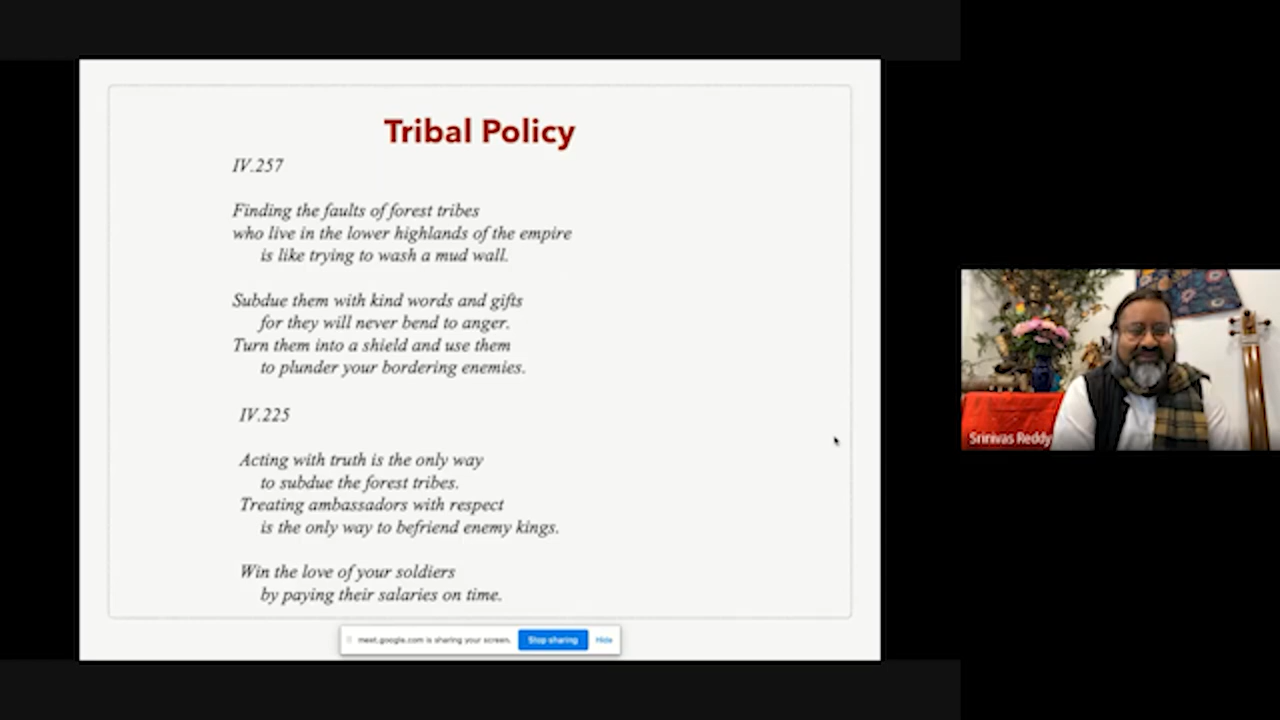 Tribal Policy
IV.257
Finding the faults of forest tribes
who live in the lower highlands of the empire
is like trying to wash a mud wall.
Subdue them with kind words and gifts
for they will never bend to anger.
Turn them into a shield and use them
to plunder your bordering enemies.
IV.225
Acting with truth is the only way
to subdue the forest tribes.
Treating ambassadors with respect
is the only way to befriend enemy kings.
Win the love of your soldiers
by paying their salaries on time.
meet.google.com is sharing your screen.
Stop sharing
Hide
Srinivas Reddy